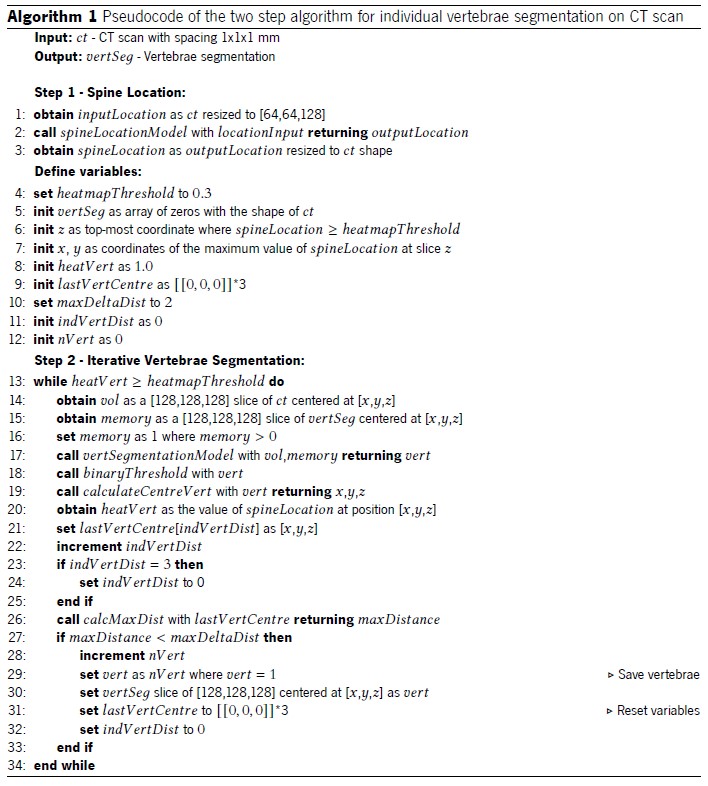 Algorithm 1 Pseudocode of the two step algorithm for individual vertebrae segmentation on CT scan
Input: ct - CT scan with spacing 1x1x1 mm
Output: vertSeg - Vertebrae segmentation
Step 1 - Spine Location:
1: obtain inputLocation as ct resized to [64,64,128]
2: call spineLocationModel with locationInput returning outputLocation
3: obtain spineLocation as outputLocation resized to ct shape
Define variables:
4: set heatmapThreshold to 0.3
5: init vertSeg as array of zeros with the shape of ct
6: init z as top-most coordinate where spineLocation ≥ heatmapThreshold
7: init x, y as coordinates of the maximum value of spineLocation at slice z
8: init heatVert as 1.0
9: init lastVertCentre as [[0,0,0]]*3
10: set maxDeltaDist to 2
11: init indVertDist as 0
12: init nVert as 0
Step 2 - Iterative Vertebrae Segmentation:
13: while heatVert ≥ heatmapThreshold do
14: obtain vol as a [128,128,128] slice of ct centered at [x,y,z]
15: obtain memory as a [128,128,128] slice of vertSeg centered at [x,y,z]
16: set memory as 1 where memory > 0
17: call vertSegmentationModel with vol,memory returning vert
18: call binaryThreshold with vert
19: call calculateCentreVert with vert returning x,y,z
20: obtain heatVert as the value of spineLocation at position [x,y,z]
21: set lastVertCentre[indVertDist] as [x,y,z]
22: increment indVertDist
23: if indVertDist = 3 then
24: set indVertDist to 0
25: end if
26: call calcMaxDist with lastVertCentre returning maxDistance
27: if maxDistance < maxDeltaDist then
28: increment nVert
29: set vert as nVert where vert = 1 ▹ Save vertebrae
30: set vertSeg slice of [128,128,128] centered at [x,y,z] as vert
31: set lastVertCentre to [[0,0,0]]*3 ▹ Reset variables
32: set indVertDist to 0
33: end if
34: end while